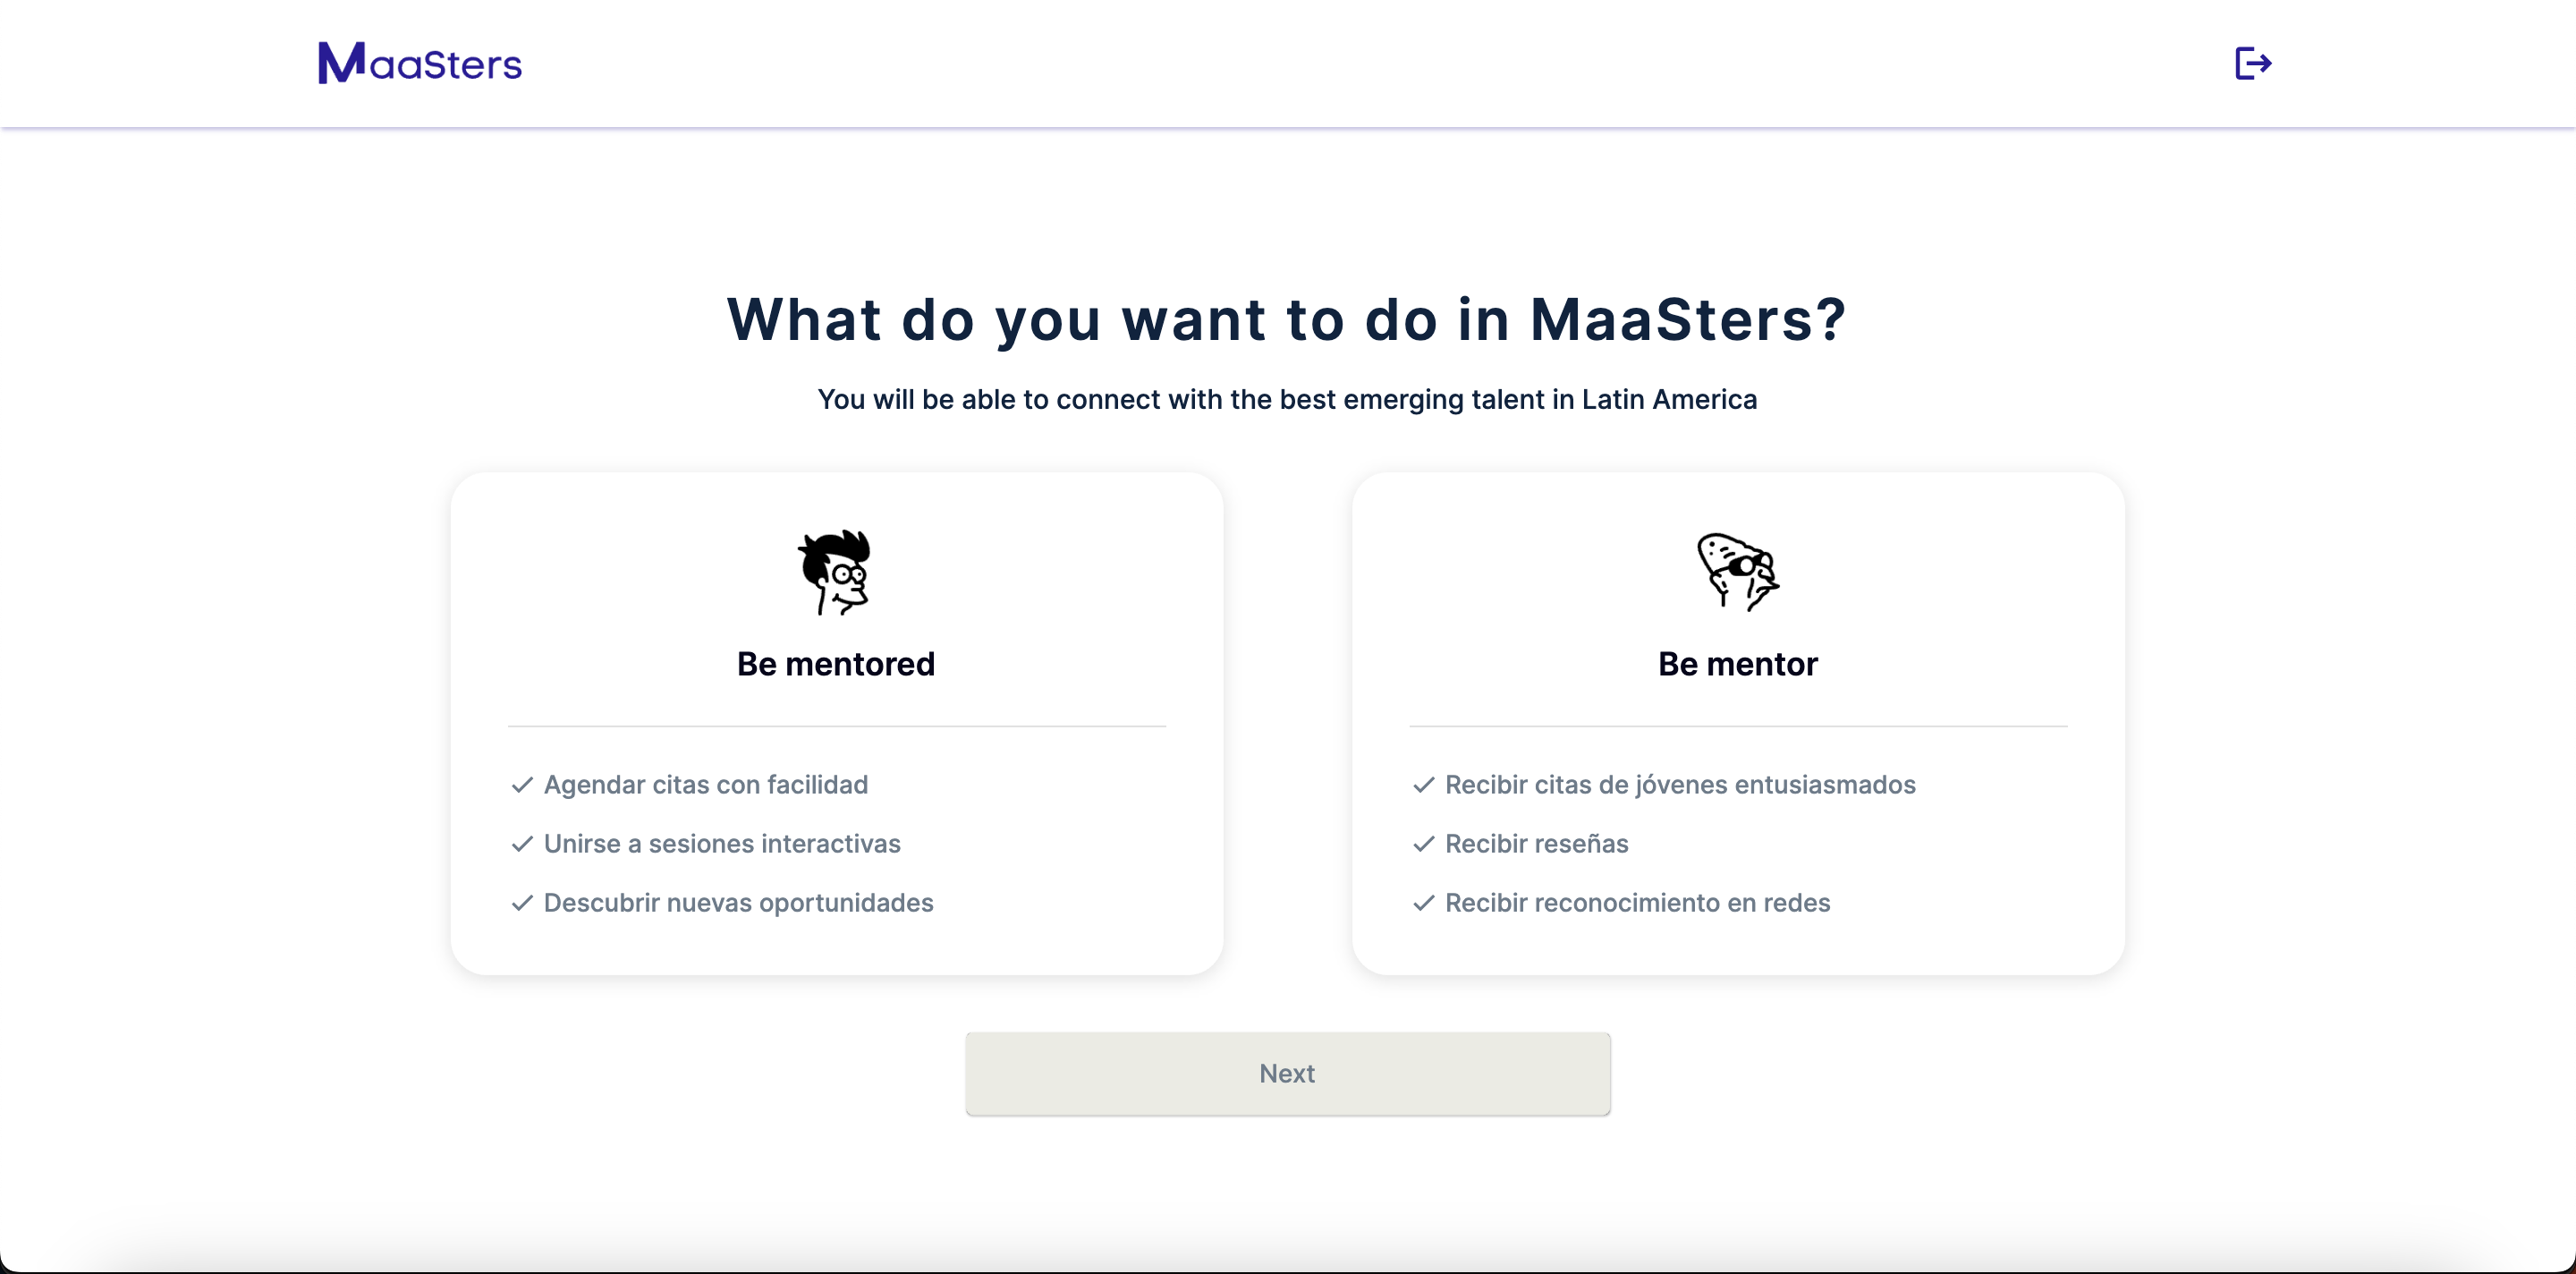 MaaSters
What do you want to do in MaaSters?
You will be able to connect with the best emerging talent in Latin America
Be mentored
Agendar citas con facilidad
Unirse a sesiones interactivas
Descubrir nuevas oportunidades
Be mentor
Recibir citas de jóvenes entusiasmados
Recibir reseñas
Recibir reconocimiento en redes
Next